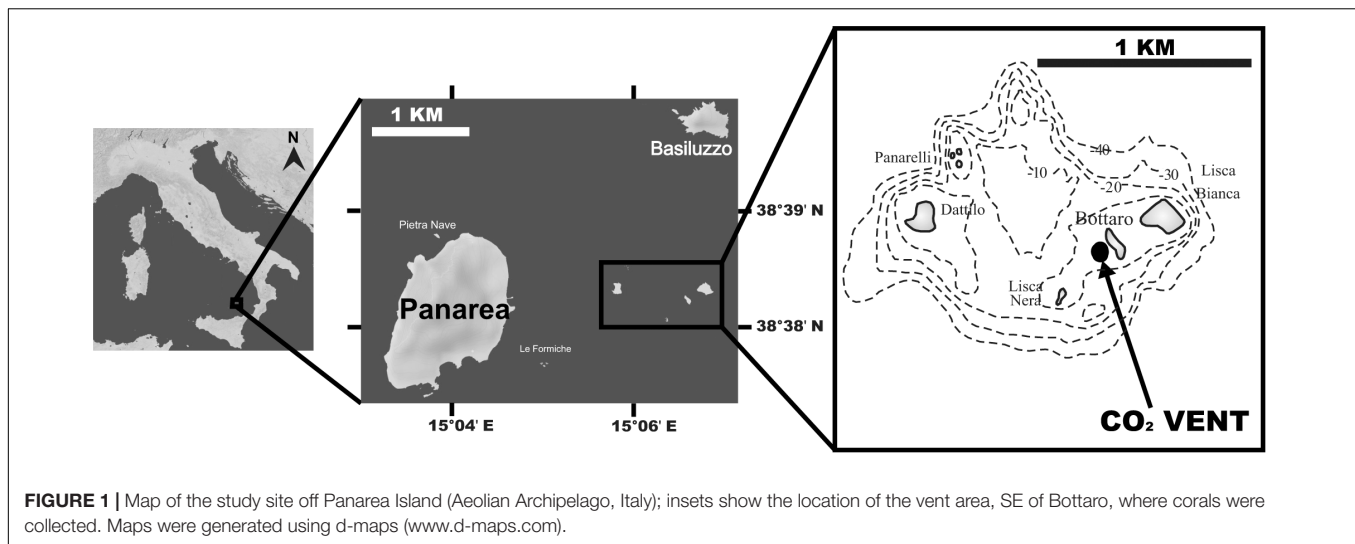 N
1 KM
Basiluzzo
38°39' N
Pietra Nave
Panarea
38°38' N
Le Formiche
15°04' E
15°06' E
1 KM
Panarelli
-40
-10
-30
Lisca
-20
Bianca
Dattilo
Bottaro
Lisca
Nera
CO₂ VENT
FIGURE 1 | Map of the study site off Panarea Island (Aeolian Archipelago, Italy); insets show the location of the vent area, SE of Bottaro, where corals were
collected. Maps were generated using d-maps (www.d-maps.com).